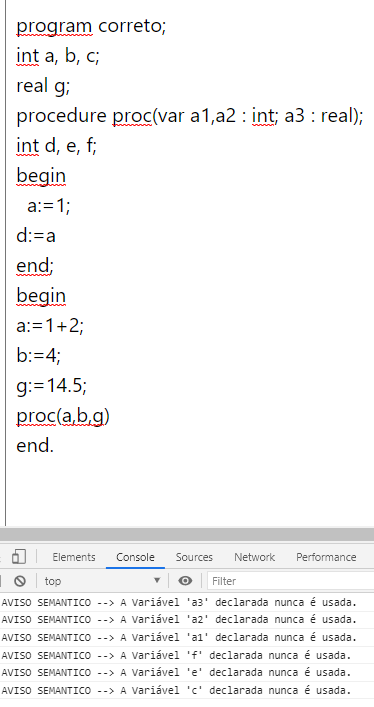 program correto;
int a, b, c;
real g;
procedure proc(var a1,a2 : int; a3 : real);
int d, e, f;
begin
a:=1;
d:=a
end;
begin
a:=1+2;
b:=4;
g:=14.5;
proc(a,b,g)
end.
Elements Console Sources Network Performance
top Filter
AVISO SEMANTICO --> A Variável 'a3' declarada nunca é usada.
AVISO SEMANTICO --> A Variável 'a2' declarada nunca é usada.
AVISO SEMANTICO --> A Variável 'a1' declarada nunca é usada.
AVISO SEMANTICO --> A Variável 'f' declarada nunca é usada.
AVISO SEMANTICO --> A Variável 'e' declarada nunca é usada.
AVISO SEMANTICO --> A Variável 'c' declarada nunca é usada.